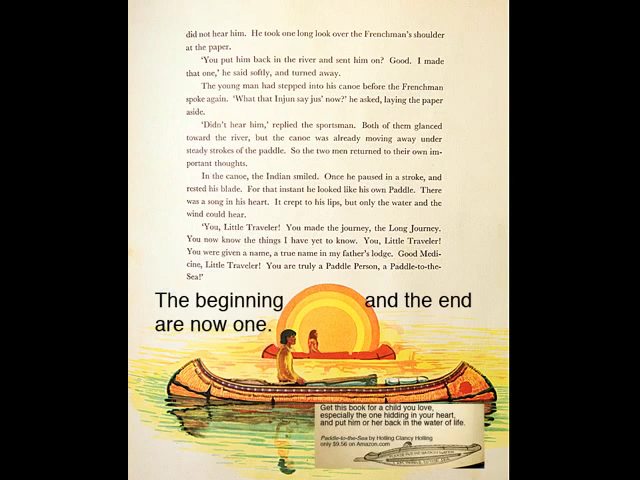 did not hear him. He took one long look over the Frenchman's shoulder
at the paper.
'You put him back in the river and sent him on? Good. I made
that one,' he said softly, and turned away.
The young man had stepped into his canoe before the Frenchman
spoke again. 'What that Injun say jus' now?' he asked, laying the paper
aside.
'Didn't hear him,' replied the sportsman. Both of them glanced
toward the river, but the canoe was already moving away under
steady strokes of the paddle. So the two men returned to their own im-
portant thoughts.
In the canoe, the Indian smiled. Once he paused in a stroke, and
rested his blade. For that instant he looked like his own Paddle. There
was a song in his heart. It crept to his lips, but only the water and the
wind could hear.
'You, Little Traveler! You made the journey, the Long Journey.
You now know the things I have yet to know. You, Little Traveler!
You were given a name, a true name in my father's lodge. Good Medi-
cine, Little Traveler! You are truly a Paddle Person, a Paddle-to-the-
Sea!'
The beginning and the end
are now one.
Get this book for a child you love,
especially the one hidding in your heart,
and put him or her back in the water of life.
Paddle-to-the-Sea by Holling Clancy Holling
only $9.56 on Amazon.com